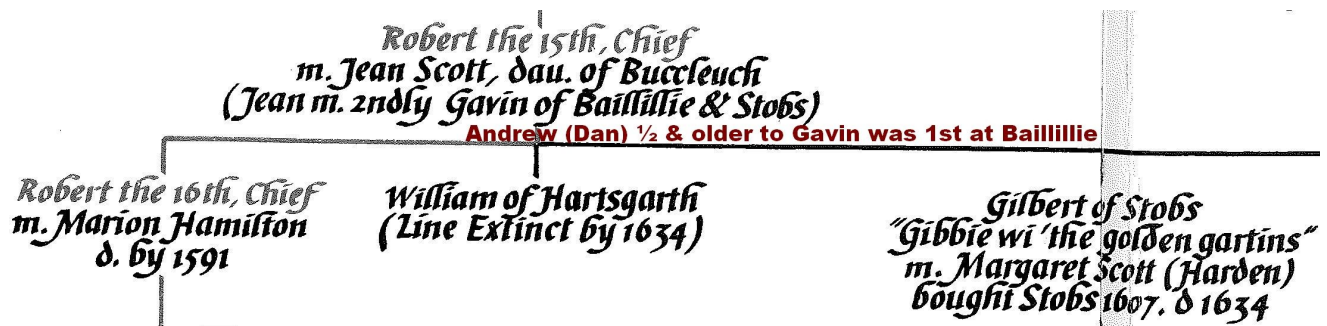 Robert the 15th, Chief
m. Jean Scott, dau. of Buccleuch
(Jean m. 2ndly Gavin of Baillillie & Stobs)
Andrew (Dan) ½ & older to Gavin was 1st at Baillillie
Robert the 16th, Chief
m. Marion Hamilton
d. by 1591
William of Hartsgarth
(Line Extinct by 1634)
Gilbert of Stobs
"Gibbie wi 'the golden gartins"
m. Margaret Scott (Harden)
bought Stobs 1607. d 1634